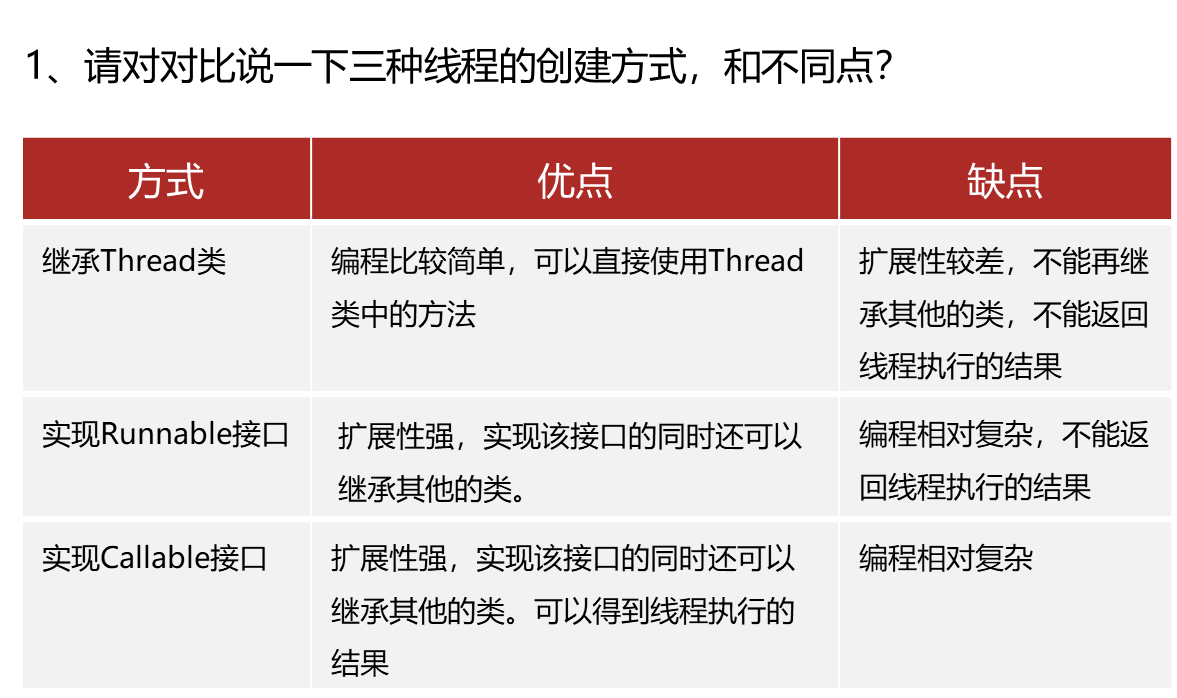 1、请对对比说一下三种线程的创建方式，和不同点?
方式
优点
缺点
继承Thread类
编程比较简单，可以直接使用Thread
类中的方法
扩展性较差，不能再继
承其他的类，不能返回
线程执行的结果
实现Runnable接口
扩展性强，实现该接口的同时还可以
继承其他的类。
编程相对复杂，不能返
回线程执行的结果
实现Callable接口
扩展性强，实现该接口的同时还可以
继承其他的类。可以得到线程执行的
结果
编程相对复杂